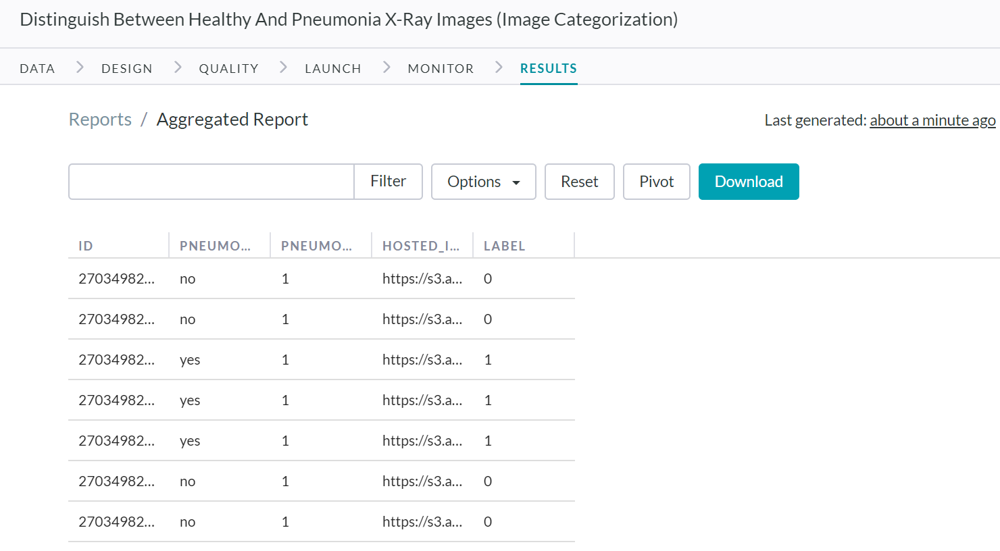 Distinguish Between Healthy And Pneumonia X-Ray Images (Image Categorization)
DATA > DESIGN > QUALITY > LAUNCH > MONITOR > RESULTS
Reports / Aggregated Report Last generated: about a minute ago
Filter Options Reset Pivot Download
ID PNEUMO... PNEUMO... HOSTED_I... LABEL
27034982... no 1 https://s3.a... 0
27034982... no 1 https://s3.a... 0
27034982... yes 1 https://s3.a... 1
27034982... yes 1 https://s3.a... 1
27034982... yes 1 https://s3.a... 1
27034982... no 1 https://s3.a... 0
27034982... no 1 https://s3.a... 0